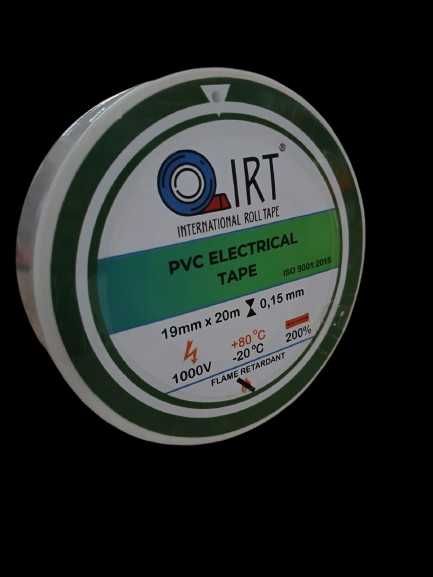 IRT®
INTERNATIONAL ROLL TAPE
PVC ELECTRICAL
TAPE
ISO 9001:2015
19mm x 20m 0,15 mm
1000V
+80°C
-20°C
200%
FLAME RETARDANT